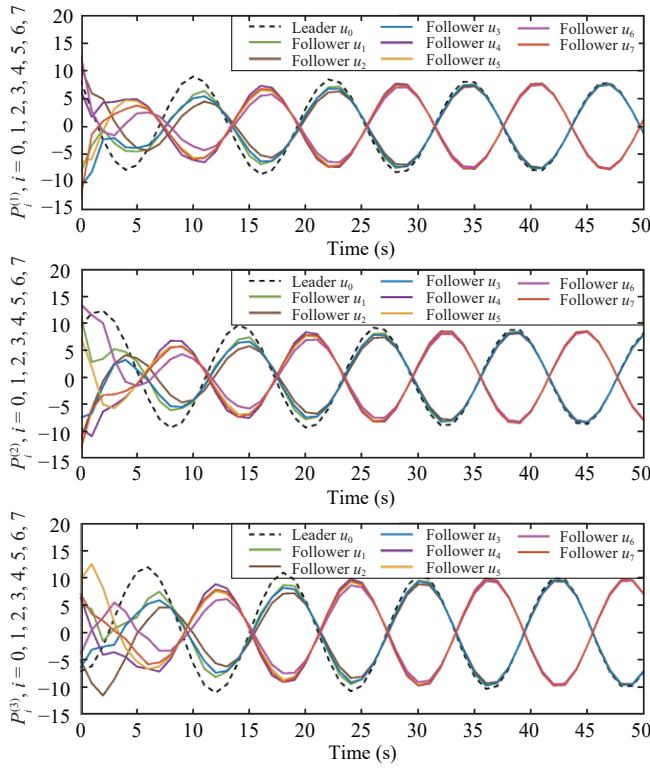 P_i^(1), i = 0, 1, 2, 3, 4, 5, 6, 7
20
15
10
5
0
−5
−10
−15
Leader u_0
Follower u_1
Follower u_2
Follower u_3
Follower u_4
Follower u_5
Follower u_6
Follower u_7
0 5 10 15 20 25 30 35 40 45 50
Time (s)
P_i^(2), i = 0, 1, 2, 3, 4, 5, 6, 7
20
15
10
5
0
−5
−10
−15
Leader u_0
Follower u_1
Follower u_2
Follower u_3
Follower u_4
Follower u_5
Follower u_6
Follower u_7
0 5 10 15 20 25 30 35 40 45 50
Time (s)
P_i^(3), i = 0, 1, 2, 3, 4, 5, 6, 7
20
15
10
5
0
−5
−10
−15
Leader u_0
Follower u_1
Follower u_2
Follower u_3
Follower u_4
Follower u_5
Follower u_6
Follower u_7
0 5 10 15 20 25 30 35 40 45 50
Time (s)